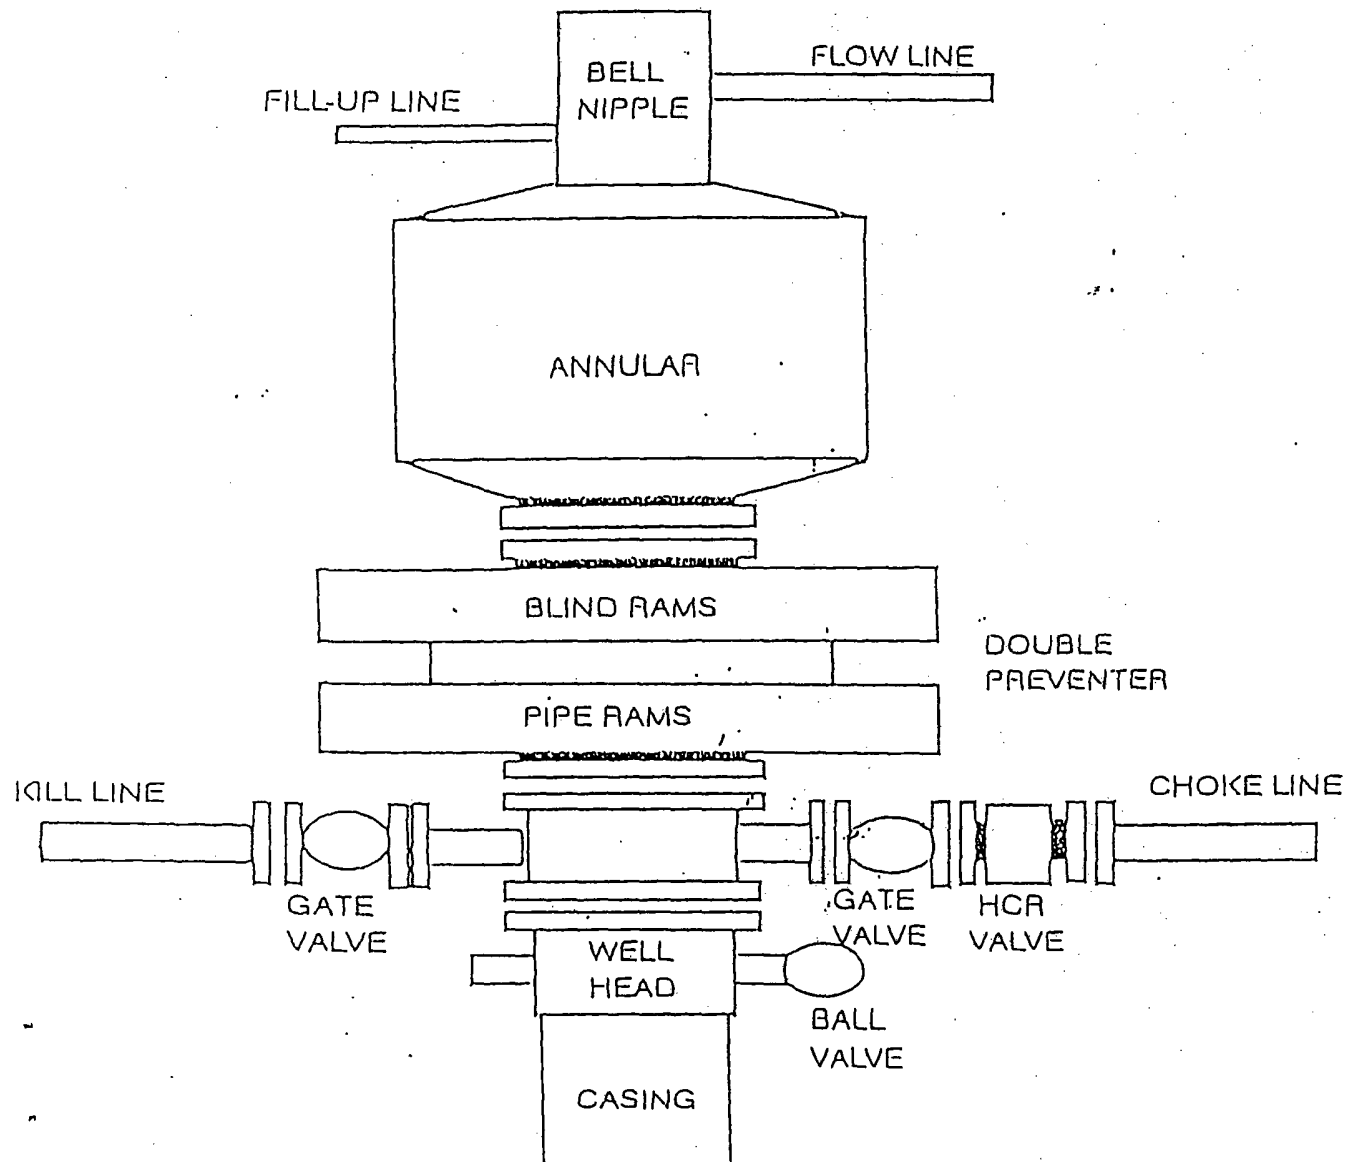 FLOW LINE
BELL
NIPPLE
FILL-UP LINE
ANNULAR
BLIND RAMS
DOUBLE
PREVENTER
PIPE RAMS
KILL LINE
CHOKE LINE
GATE
VALVE
GATE
VALVE
HCR
VALVE
WELL
HEAD
BALL
VALVE
CASING